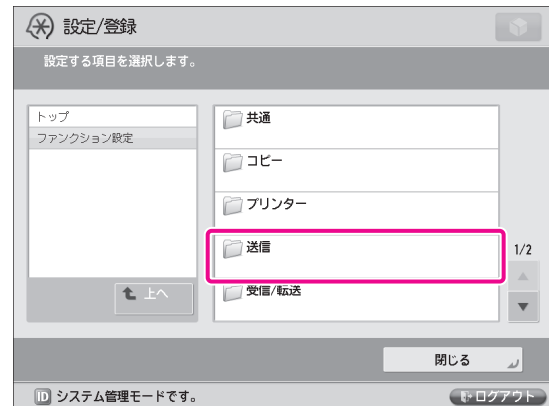 設定/登録
設定する項目を選択します。
トップ
ファンクション設定
上へ
共通
コピー
プリンター
送信
受信/転送
1/2
閉じる
ID システム管理モードです。
ログアウト